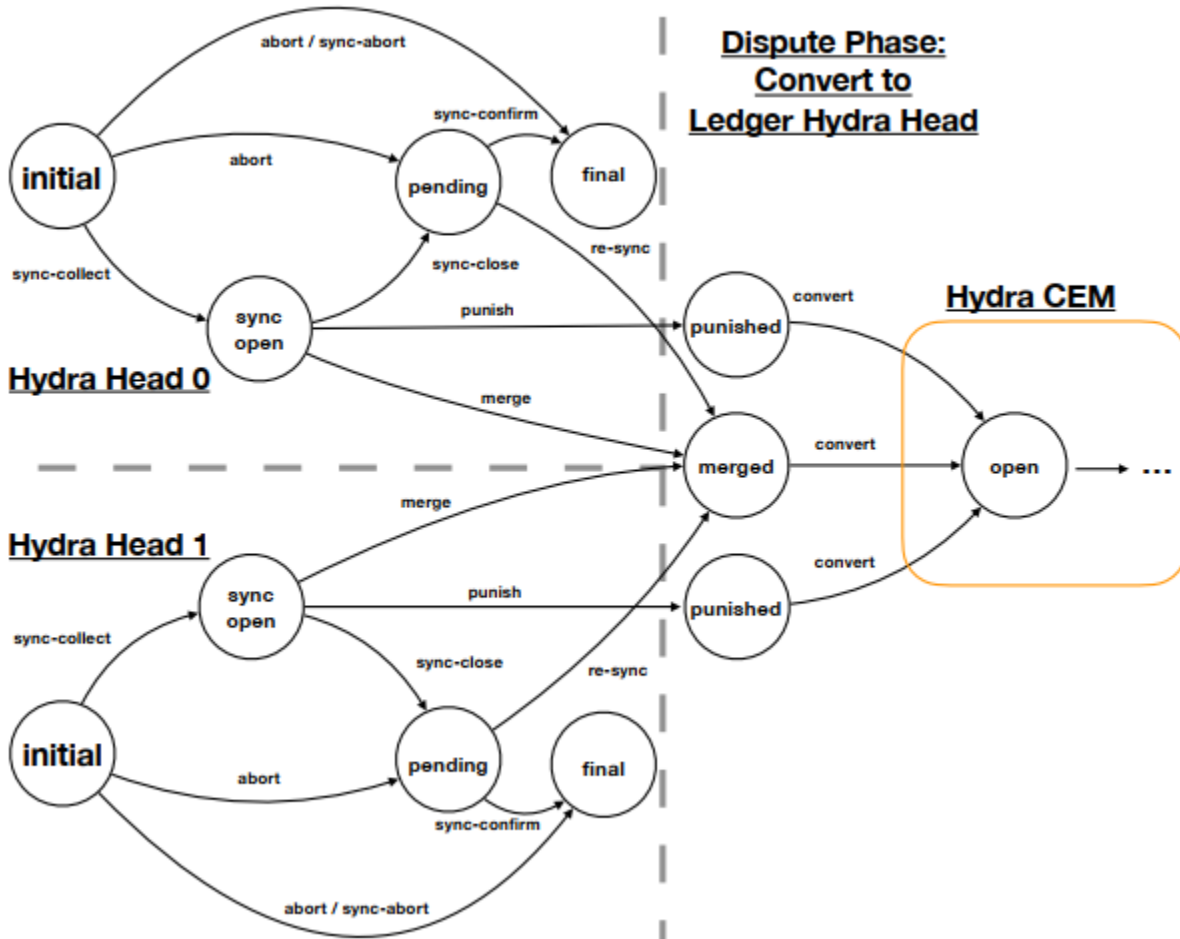 abort / sync-abort
Dispute Phase:
Convert to
Ledger Hydra Head
sync-confirm
initial
abort
pending
final
sync-collect
sync-close
re-sync
sync
open
punish
punished
convert
Hydra CEM
Hydra Head 0
merge
merged
convert
open
...
merge
Hydra Head 1
sync
open
punish
punished
convert
sync-collect
sync-close
re-sync
initial
abort
pending
final
sync-confirm
abort / sync-abort